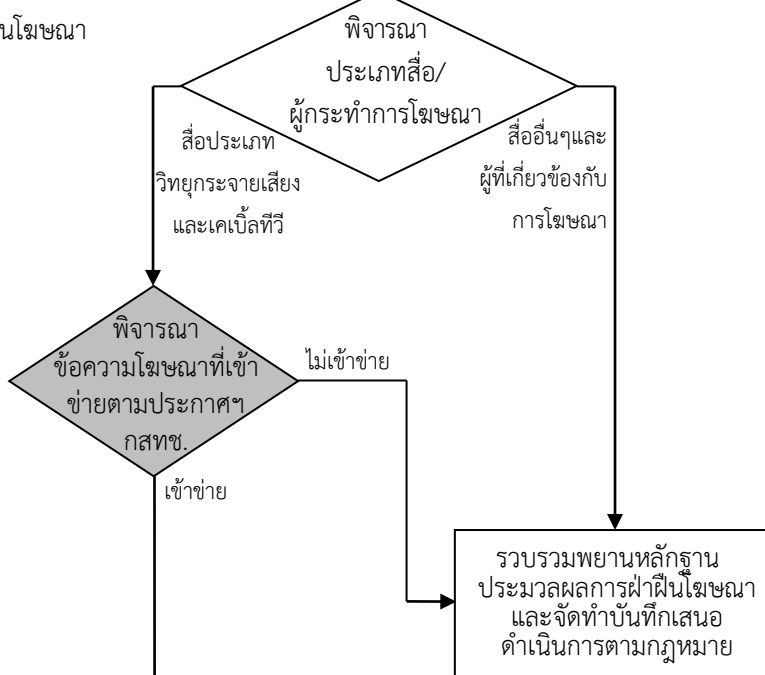 นโฆษณา
พิจารณา
ประเภทสื่อ/
ผู้กระทำการโฆษณา
สื่อประเภท
วิทยุกระจายเสียง
และเคเบิ้ลทีวี
สื่ออื่นๆและ
ผู้ที่เกี่ยวข้องกับ
การโฆษณา
พิจารณา
ข้อความโฆษณาที่เข้า
ข่ายตามประกาศฯ
กสทช.
ไม่เข้าข่าย
เข้าข่าย
รวบรวมพยานหลักฐาน
ประมวลผลการฝ่าฝืนโฆษณา
และจัดทำบันทึกเสนอ
ดำเนินการตามกฎหมาย